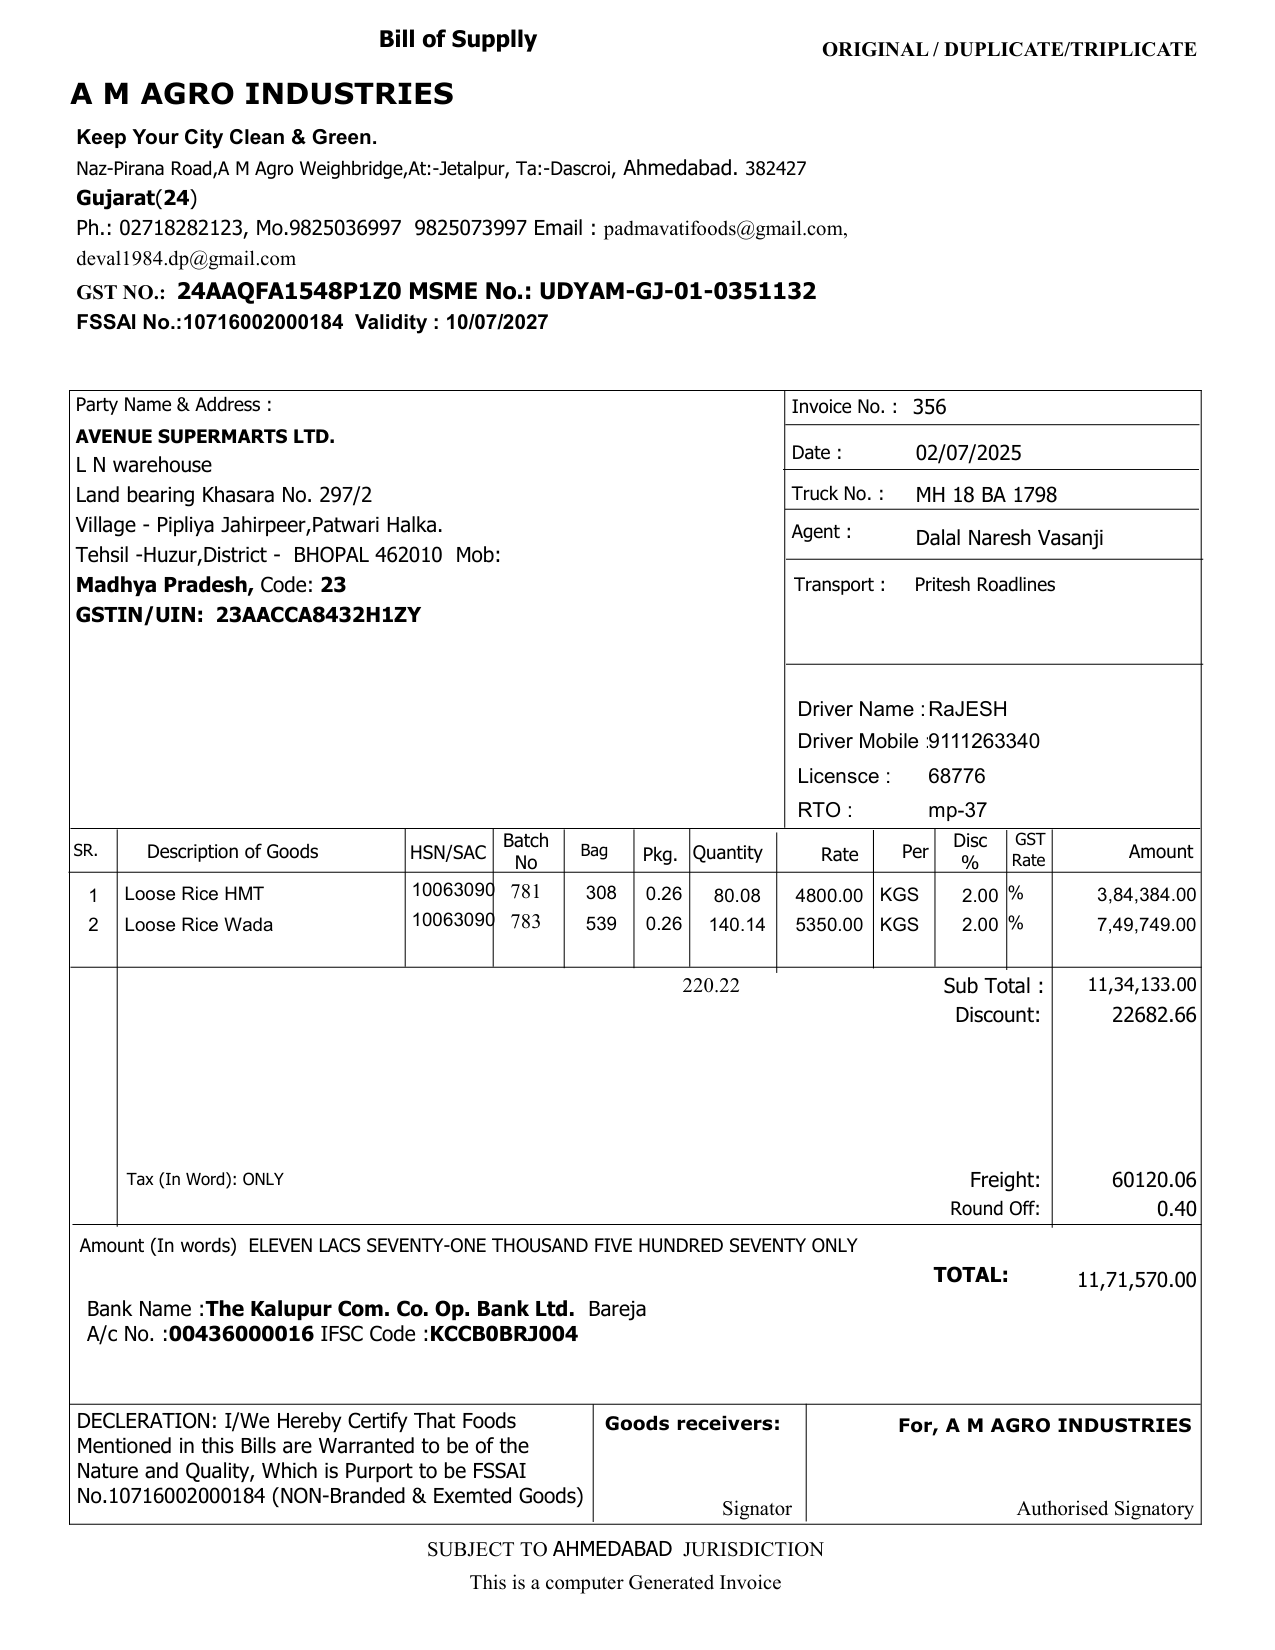 Bill of Supplly
ORIGINAL / DUPLICATE/TRIPLICATE
A M AGRO INDUSTRIES
Keep Your City Clean & Green.
Naz-Pirana Road,A M Agro Weighbridge,At:-Jetalpur, Ta:-Dascroi, Ahmedabad. 382427
Gujarat(24)
Ph.: 02718282123, Mo.9825036997 9825073997 Email : padmavatifoods@gmail.com,
deval1984.dp@gmail.com
GST NO.: 24AAQFA1548P1Z0 MSME No.: UDYAM-GJ-01-0351132
FSSAI No.:10716002000184 Validity : 10/07/2027
Party Name & Address :
AVENUE SUPERMARTS LTD.
L N warehouse
Land bearing Khasara No. 297/2
Village - Pipliya Jahirpeer,Patwari Halka.
Tehsil -Huzur,District - BHOPAL 462010 Mob:
Madhya Pradesh, Code: 23
GSTIN/UIN: 23AACCA8432H1ZY
Invoice No. : 356
Date : 02/07/2025
Truck No. : MH 18 BA 1798
Agent : Dalal Naresh Vasanji
Transport : Pritesh Roadlines
Driver Name : RaJESH
Driver Mobile :9111263340
Licensce : 68776
RTO : mp-37
SR. Description of Goods HSN/SAC Batch No Bag Pkg. Quantity Rate Per Disc % GST Rate Amount
1 Loose Rice HMT 10063090 781 308 0.26 80.08 4800.00 KGS 2.00 % 3,84,384.00
2 Loose Rice Wada 10063090 783 539 0.26 140.14 5350.00 KGS 2.00 % 7,49,749.00
220.22 Sub Total : 11,34,133.00
Discount: 22682.66
Tax (In Word): ONLY Freight: 60120.06
Round Off: 0.40
Amount (In words) ELEVEN LACS SEVENTY-ONE THOUSAND FIVE HUNDRED SEVENTY ONLY
TOTAL: 11,71,570.00
Bank Name :The Kalupur Com. Co. Op. Bank Ltd. Bareja
A/c No. :00436000016 IFSC Code :KCCB0BRJ004
DECLERATION: I/We Hereby Certify That Foods
Mentioned in this Bills are Warranted to be of the
Nature and Quality, Which is Purport to be FSSAI
No.10716002000184 (NON-Branded & Exemted Goods)
Goods receivers:
Signator
For, A M AGRO INDUSTRIES
Authorised Signatory
SUBJECT TO AHMEDABAD JURISDICTION
This is a computer Generated Invoice